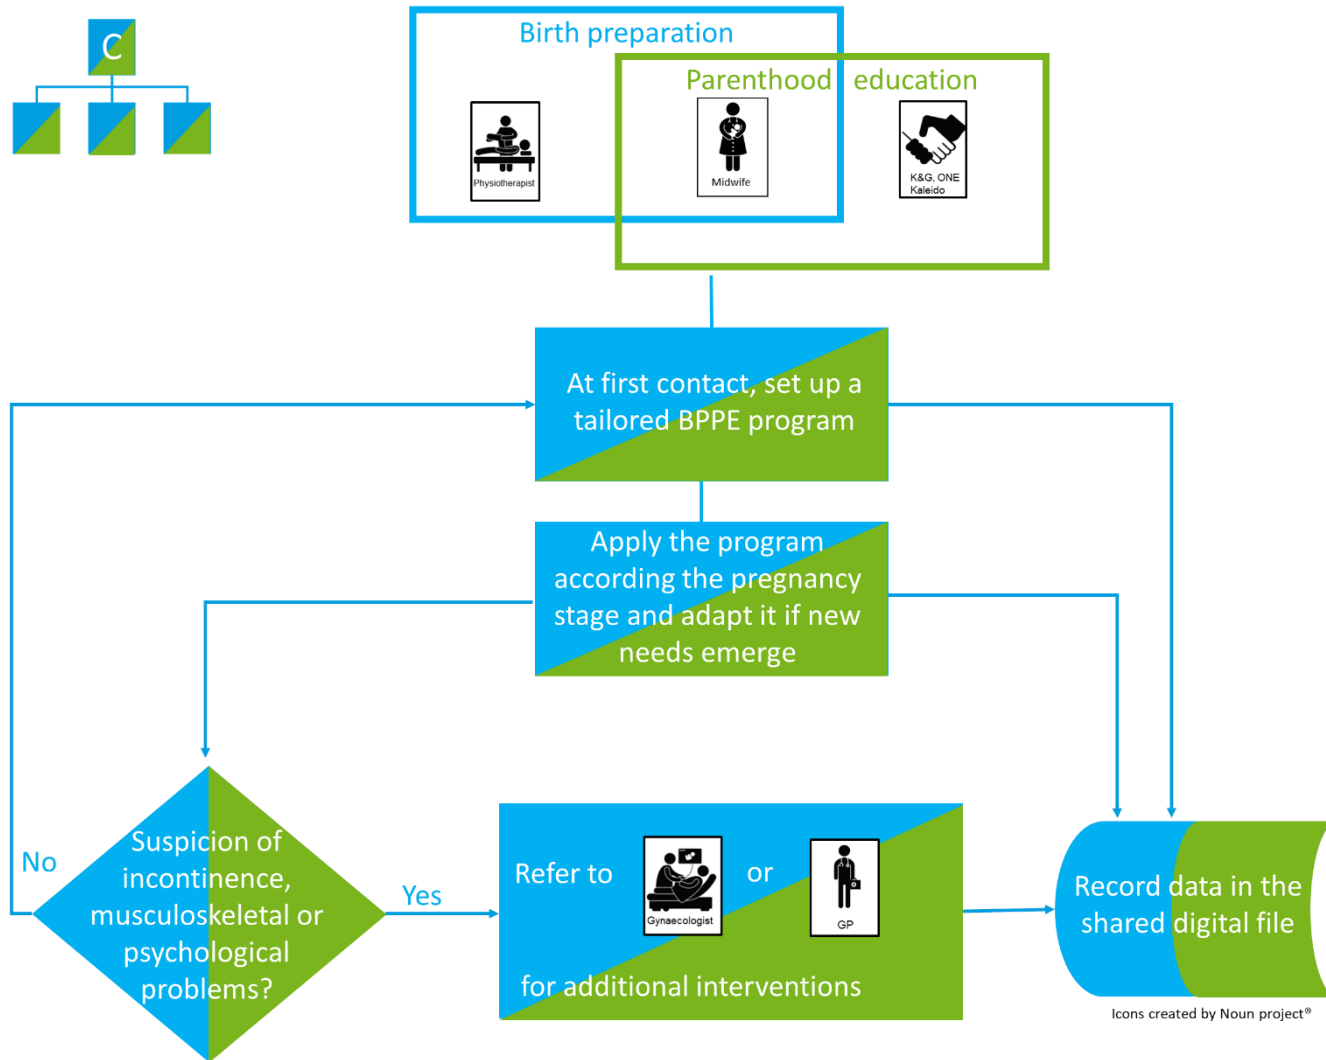 C
Birth preparation
Parenthood education
Physiotherapist
Midwife
K&G, ONE
Kaleido
At first contact, set up a
tailored BPPE program
Apply the program
according the pregnancy
stage and adapt it if new
needs emerge
No
Suspicion of
incontinence,
musculoskeletal or
psychological
problems?
Yes
Refer to
Gynaecologist
or
GP
for additional interventions
Record data in the
shared digital file
Icons created by Noun project®